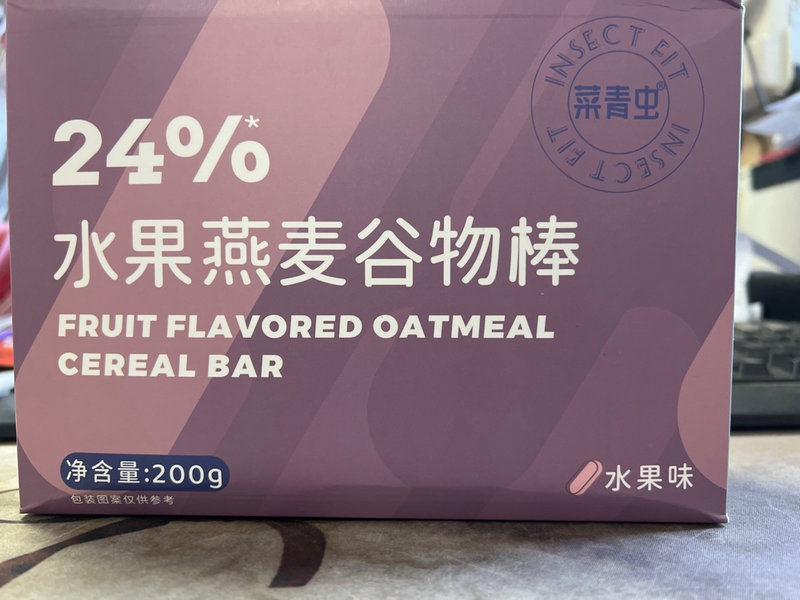 INSECT FIT
菜青虫®
INSECT FIT
24%*
水果燕麦谷物棒
FRUIT FLAVORED OATMEAL
CEREAL BAR
净含量:200g
包装图案仅供参考
水果味